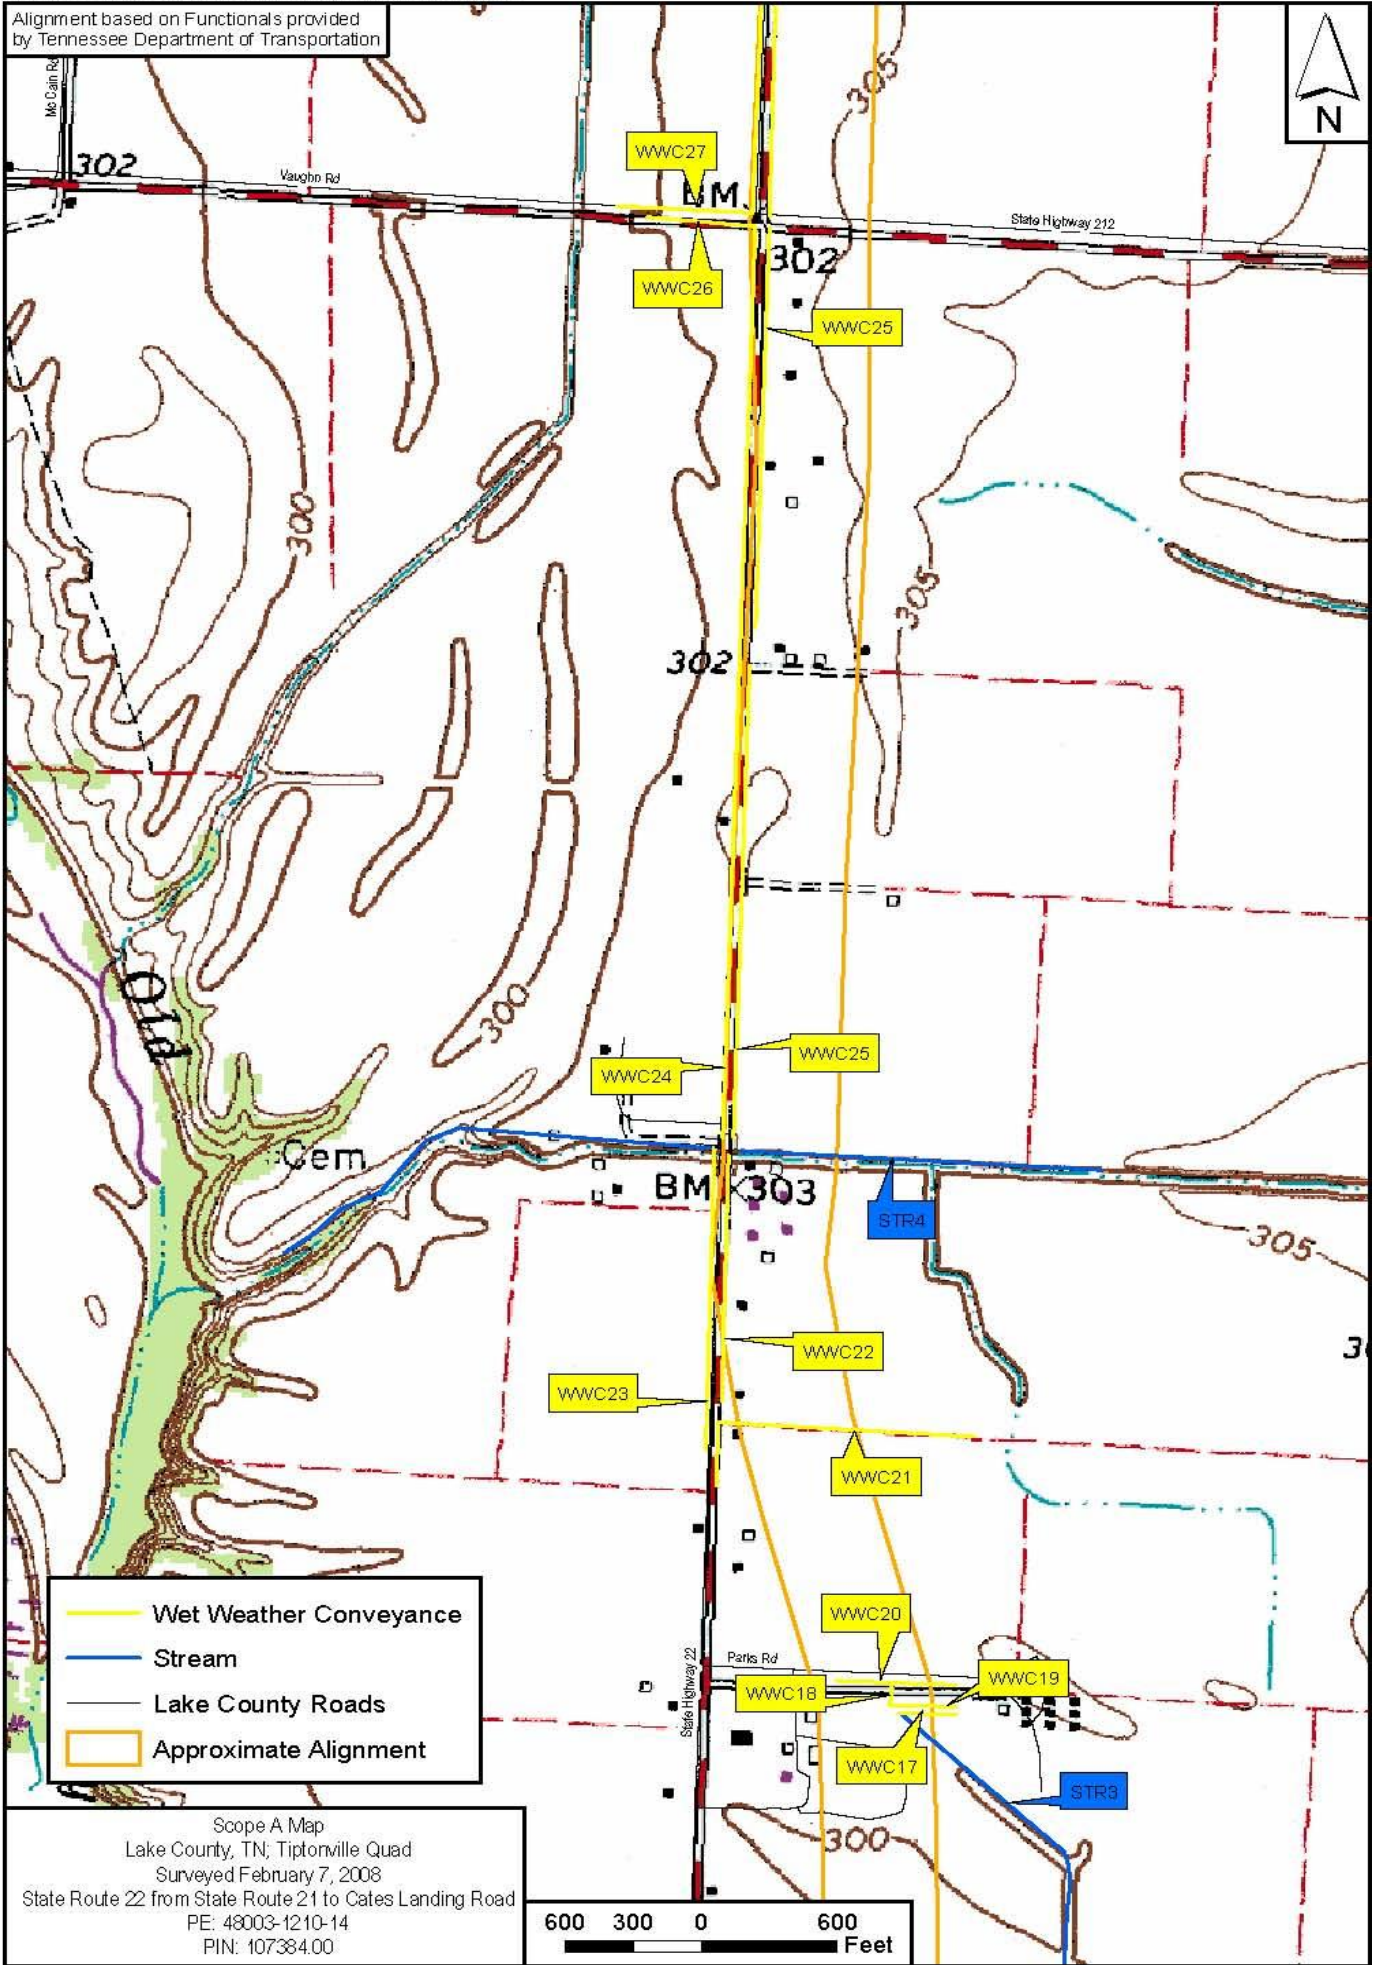 Alignment based on Functionals provided
by Tennessee Department of Transportation
N
Mc Cain Rd
305
302
WWC27
Vaughn Rd
BM
State Highway 212
302
WWC26
WWC25
300
305
302
300
Old
WWC25
WWC24
Cem
BM × 303
STR4
305
WWC22
WWC23
WWC21
WWC20
Parks Rd
WWC19
WWC18
State Highway 22
WWC17
STR3
300
Wet Weather Conveyance
Stream
Lake County Roads
Approximate Alignment
Scope A Map
Lake County, TN; Tiptonville Quad
Surveyed February 7, 2008
State Route 22 from State Route 21 to Cates Landing Road
PE: 48003-1210-14
PIN: 107384.00
600 300 0 600
Feet